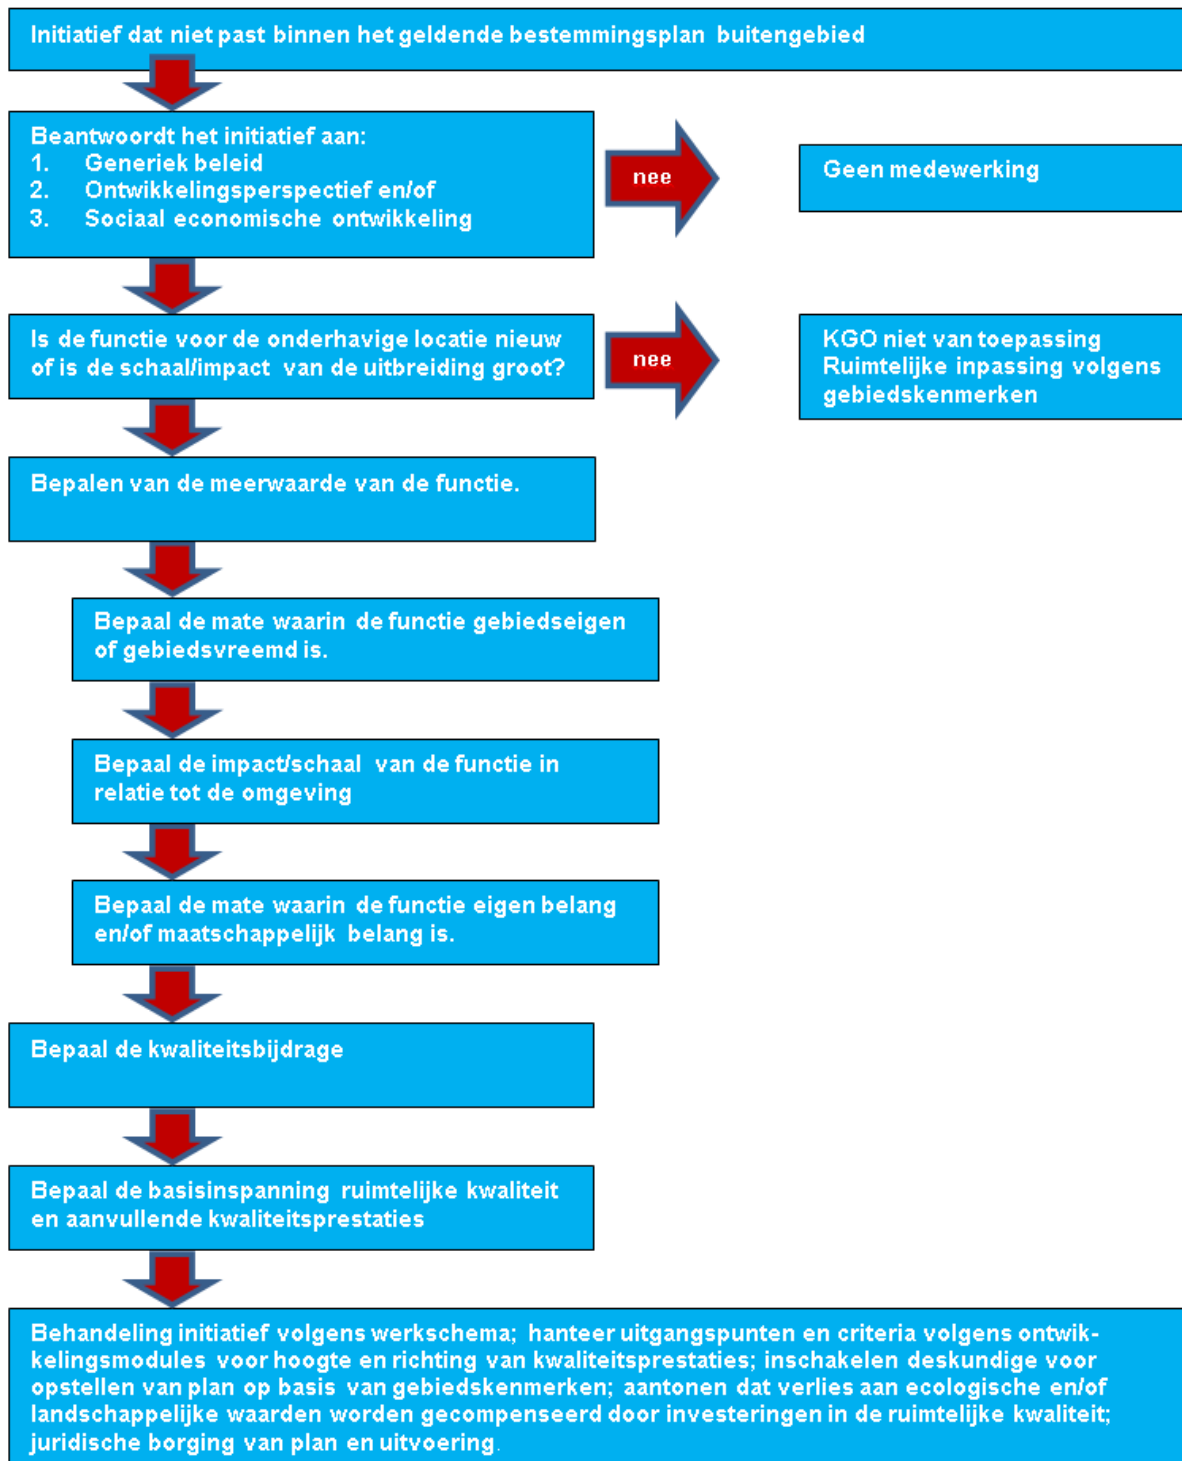 Initiatief dat niet past binnen het geldende bestemmingsplan buitengebied
Beantwoordt het initiatief aan:
1. Generiek beleid
2. Ontwikkelingsperspectief en/of
3. Sociaal economische ontwikkeling
nee
Geen medewerking
Is de functie voor de onderhavige locatie nieuw
of is de schaal/impact van de uitbreiding groot?
nee
KGO niet van toepassing
Ruimtelijke inpassing volgens
gebiedskenmerken
Bepalen van de meerwaarde van de functie.
Bepaal de mate waarin de functie gebiedseigen
of gebiedsvreemd is.
Bepaal de impact/schaal van de functie in
relatie tot de omgeving
Bepaal de mate waarin de functie eigen belang
en/of maatschappelijk belang is.
Bepaal de kwaliteitsbijdrage
Bepaal de basisinspanning ruimtelijke kwaliteit
en aanvullende kwaliteitsprestaties
Behandeling initiatief volgens werkschema; hanteer uitgangspunten en criteria volgens ontwik-
kelingsmodules voor hoogte en richting van kwaliteitsprestaties; inschakelen deskundige voor
opstellen van plan op basis van gebiedskenmerken; aantonen dat verlies aan ecologische en/of
landschappelijke waarden worden gecompenseerd door investeringen in de ruimtelijke kwaliteit;
juridische borging van plan en uitvoering.